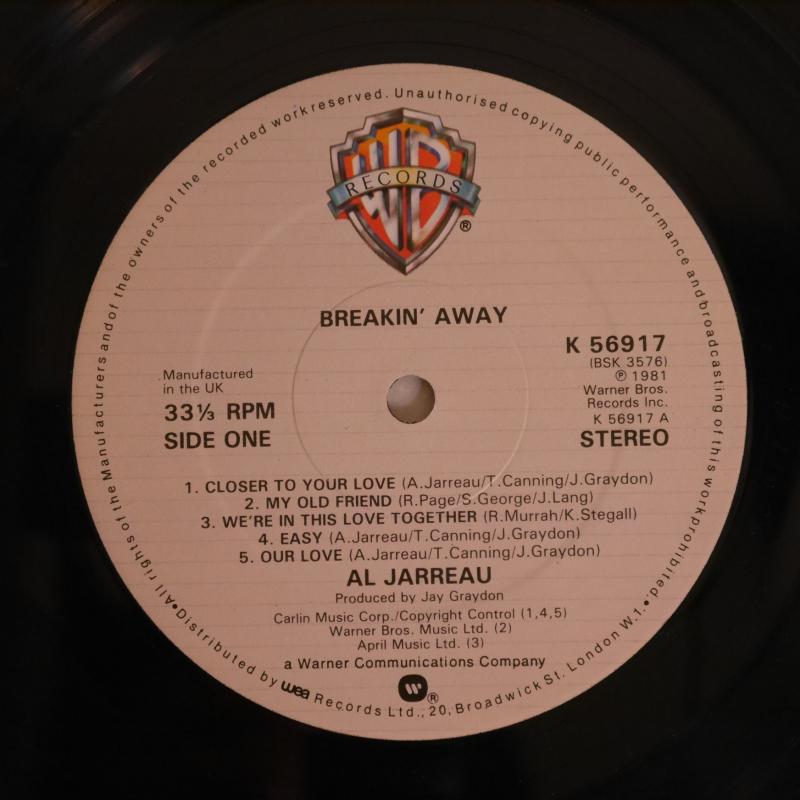 All rights of the Manufacturers and of the owners of the recorded work reserved. Unauthorised copying public performance and broadcasting of this work prohibited.
WB
RECORDS
®
BREAKIN' AWAY
K 56917
(BSK 3576)
℗ 1981
Warner Bros.
Records Inc.
K 56917 A
STEREO
Manufactured
in the UK
33⅓ RPM
SIDE ONE
1. CLOSER TO YOUR LOVE (A.Jarreau/T.Canning/J.Graydon)
2. MY OLD FRIEND (R.Page/S.George/J.Lang)
3. WE'RE IN THIS LOVE TOGETHER (R.Murrah/K.Stegall)
4. EASY (A.Jarreau/T.Canning/J.Graydon)
5. OUR LOVE (A.Jarreau/T.Canning/J.Graydon)
AL JARREAU
Produced by Jay Graydon
Carlin Music Corp./Copyright Control (1,4,5)
Warner Bros. Music Ltd. (2)
April Music Ltd. (3)
a Warner Communications Company
®
•Distributed by wea Records Ltd., 20, Broadwick St. London W.1.•